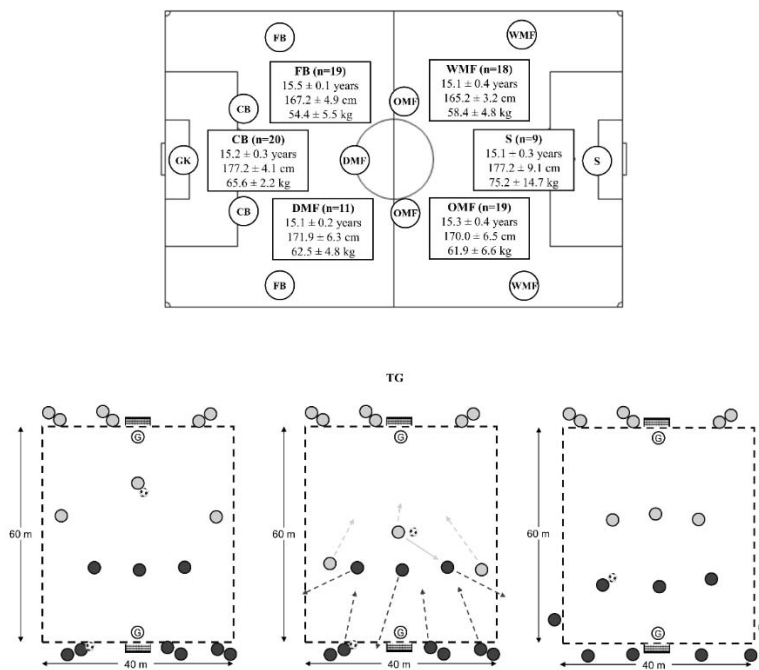 FB
WMF
FB (n=19)
15.5 ± 0.1 years
167.2 ± 4.9 cm
54.4 ± 5.5 kg
WMF (n=18)
15.1 ± 0.4 years
165.2 ± 3.2 cm
58.4 ± 4.8 kg
CB
OMF
CB (n=20)
15.2 ± 0.3 years
177.2 ± 4.1 cm
65.6 ± 2.2 kg
S (n=9)
15.1 ± 0.3 years
177.2 ± 9.1 cm
75.2 ± 14.7 kg
GK
DMF
S
CB
OMF
DMF (n=11)
15.1 ± 0.2 years
171.9 ± 6.3 cm
62.5 ± 4.8 kg
OMF (n=19)
15.3 ± 0.4 years
170.0 ± 6.5 cm
61.9 ± 6.6 kg
FB
WMF
TG
G
G
G
60 m
60 m
60 m
G
G
G
40 m
40 m
40 m